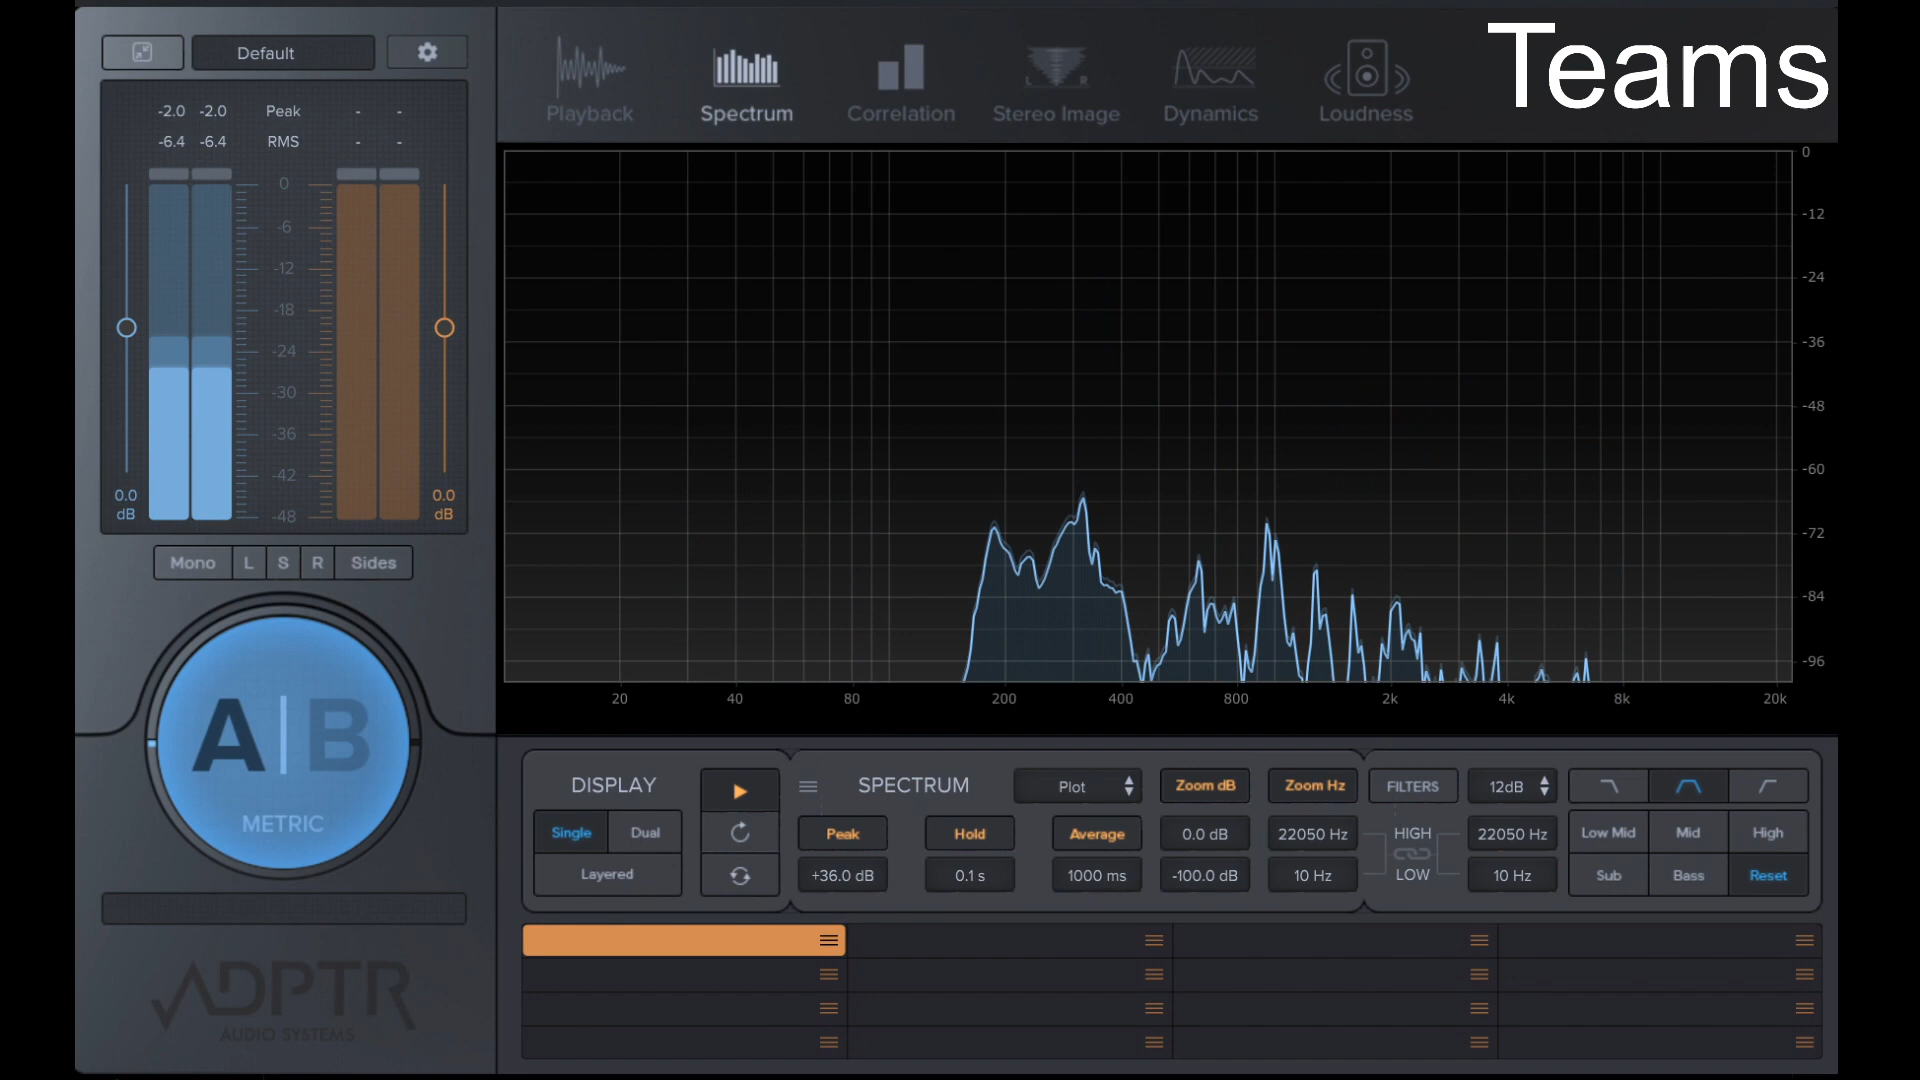 Default
Playback
Spectrum
Correlation
Stereo Image
Dynamics
Loudness
Teams
-2.0 -2.0 Peak - -
-6.4 -6.4 RMS - -
0
-6
-12
-18
-24
-30
-36
-42
-48
0.0 dB
0.0 dB
Mono L S R Sides
A|B
METRIC
ADPTR
AUDIO SYSTEMS
0
-12
-24
-36
-48
-60
-72
-84
-96
20 40 80 200 400 800 2k 4k 8k 20k
DISPLAY
Single Dual
Layered
SPECTRUM Plot Zoom dB Zoom Hz
Peak Hold Average 0.0 dB 22050 Hz
+36.0 dB 0.1 s 1000 ms -100.0 dB 10 Hz
FILTERS 12dB
HIGH 22050 Hz Low Mid Mid High
LOW 10 Hz Sub Bass Reset